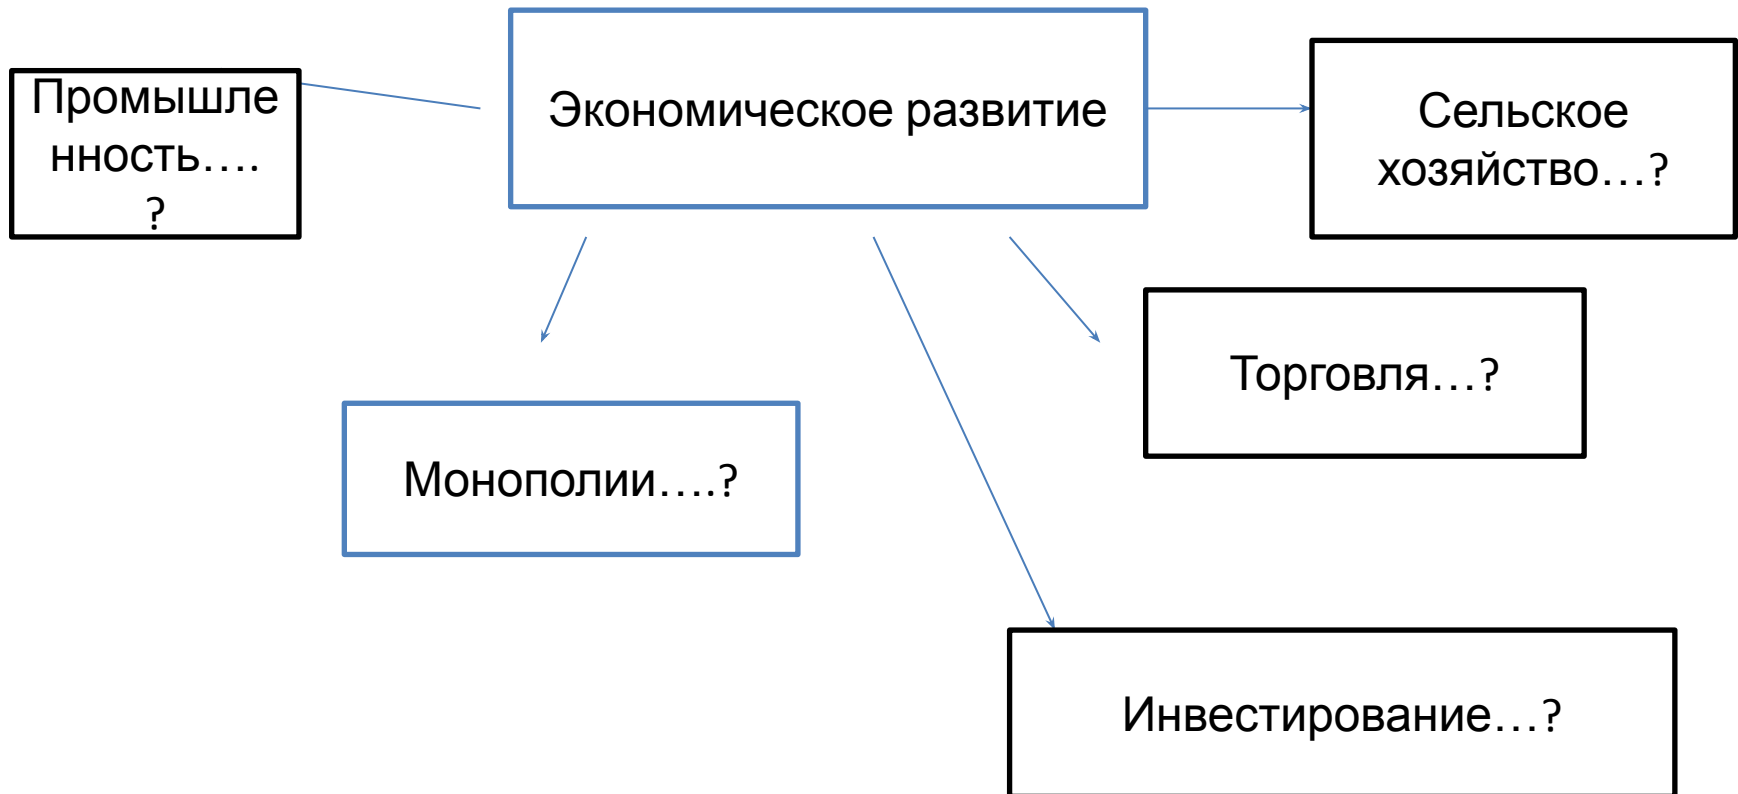 Экономическое развитие
Промышле
нность….
?
Сельское
хозяйство…?
Торговля…?
Монополии….?
Инвестирование…?